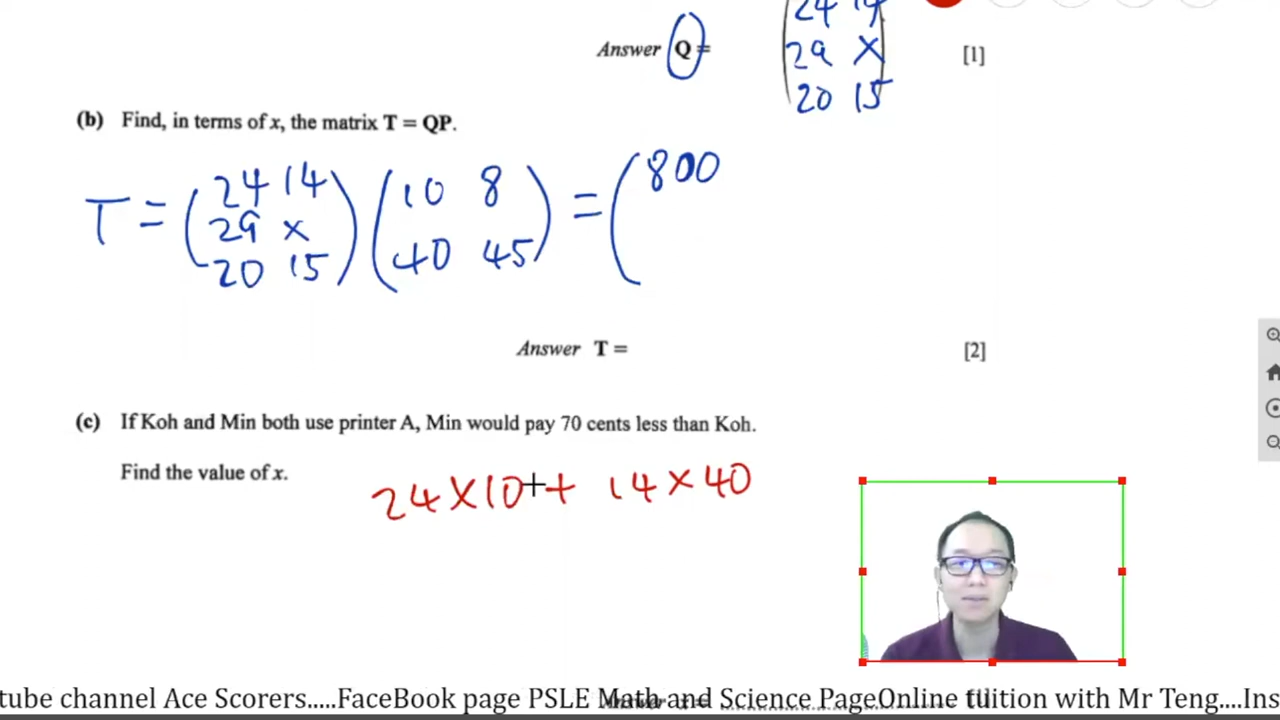 24 14
Answer Q = 29 x [1]
20 15
(b) Find, in terms of x, the matrix T = QP.
T = (24 14 29 x 20 15) (10 8 40 45) = (800
Answer T = [2]
(c) If Koh and Min both use printer A, Min would pay 70 cents less than Koh.
Find the value of x.
24 × 10 + 14 × 40
tube channel Ace Scorers.....FaceBook page PSLE Math and Science PageOnline tuition with Mr Teng....Ins